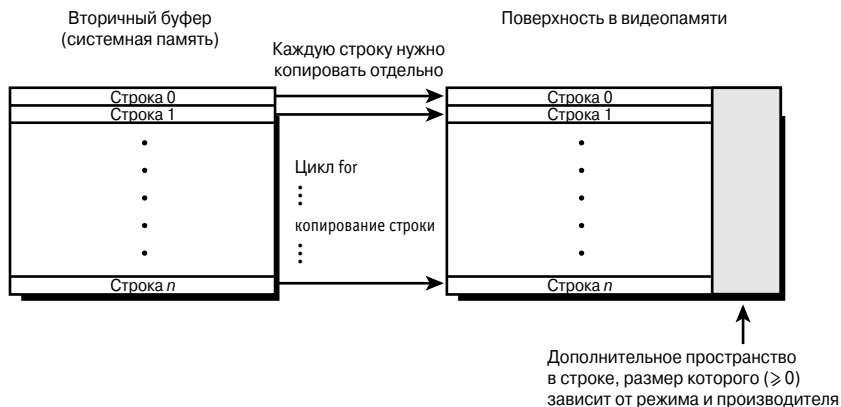 Вторичный буфер
(системная память)
Поверхность в видеопамяти
Каждую строку нужно
копировать отдельно
Строка 0
Строка 0
Строка 1
Строка 1
Цикл for
копирование строки
Строка n
Строка n
Дополнительное пространство
в строке, размер которого (⩾ 0)
зависит от режима и производителя